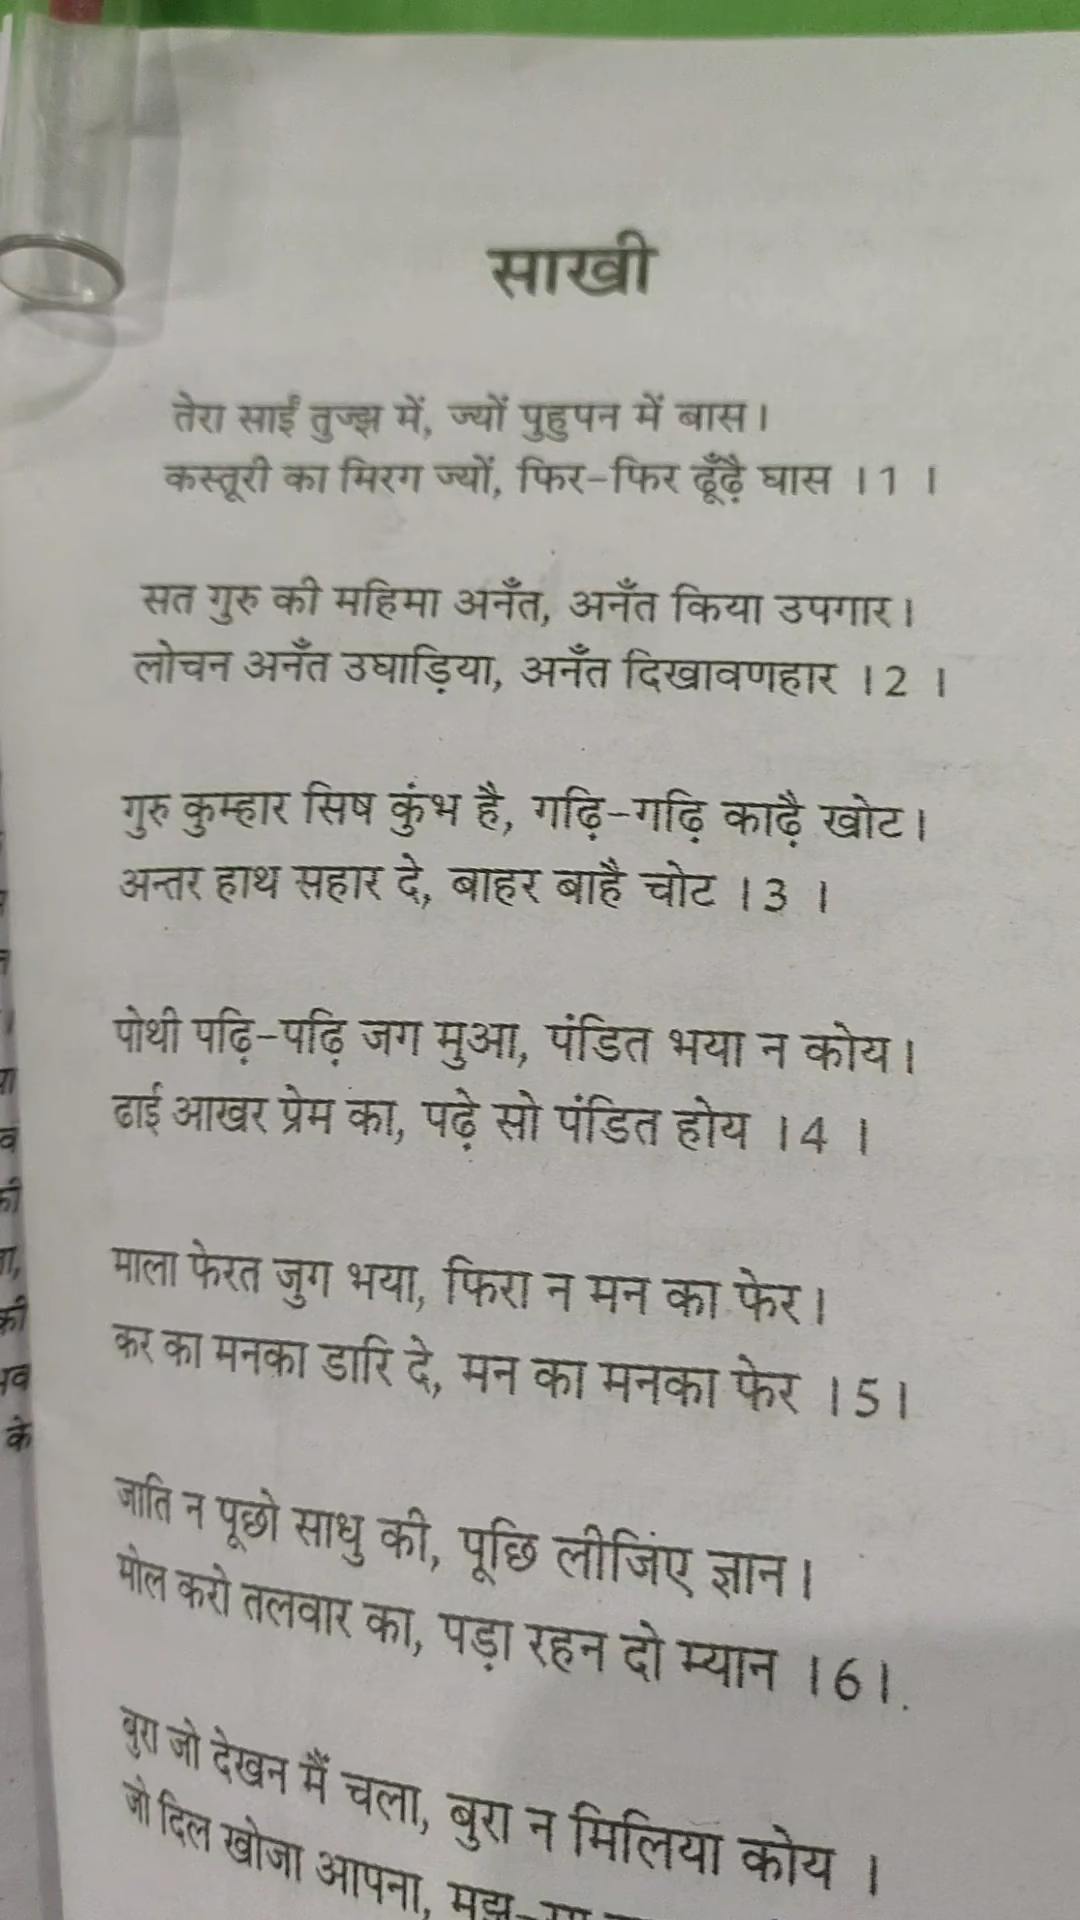 साखी
तेरा साईं तुज्झ में, ज्यों पुहुपन में बास।
कस्तूरी का मिरग ज्यों, फिर-फिर ढूँढ़ै घास ।1 ।
सत गुरु की महिमा अनँत, अनँत किया उपगार।
लोचन अनँत उघाड़िया, अनँत दिखावणहार ।2 ।
गुरु कुम्हार सिष कुंभ है, गढ़ि-गढ़ि काढ़ै खोट।
अन्तर हाथ सहार दे, बाहर बाहै चोट ।3 ।
पोथी पढ़ि-पढ़ि जग मुआ, पंडित भया न कोय।
ढाई आखर प्रेम का, पढ़े सो पंडित होय ।4 ।
माला फेरत जुग भया, फिरा न मन का फेर।
कर का मनका डारि दे, मन का मनका फेर ।5।
जाति न पूछो साधु की, पूछि लीजिंए ज्ञान।
मोल करो तलवार का, पड़ा रहन दो म्यान ।6।
बुरा जो देखन मैं चला, बुरा न मिलिया कोय ।
जो दिल खोजा आपना,